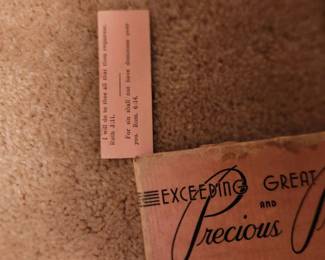 I will do to thee all that thou requirest.
Ruth 3:11.
For sin shall not have dominion over
you. Rom. 6:14.
EXCEEDING GREAT
AND
Precious